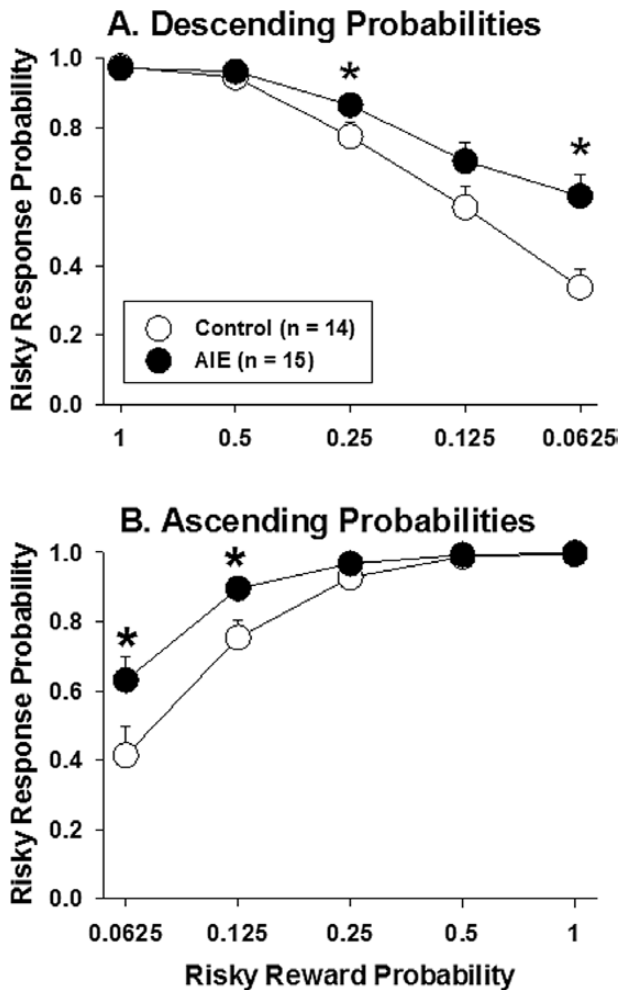 A. Descending Probabilities
Risky Response Probability
1.0
*
0.8
*
0.6
0.4
Control (n = 14)
0.2
AIE (n = 15)
0.0
1 0.5 0.25 0.125 0.0625
B. Ascending Probabilities
Risky Response Probability
1.0
*
0.8
*
0.6
0.4
0.2
0.0
0.0625 0.125 0.25 0.5 1
Risky Reward Probability